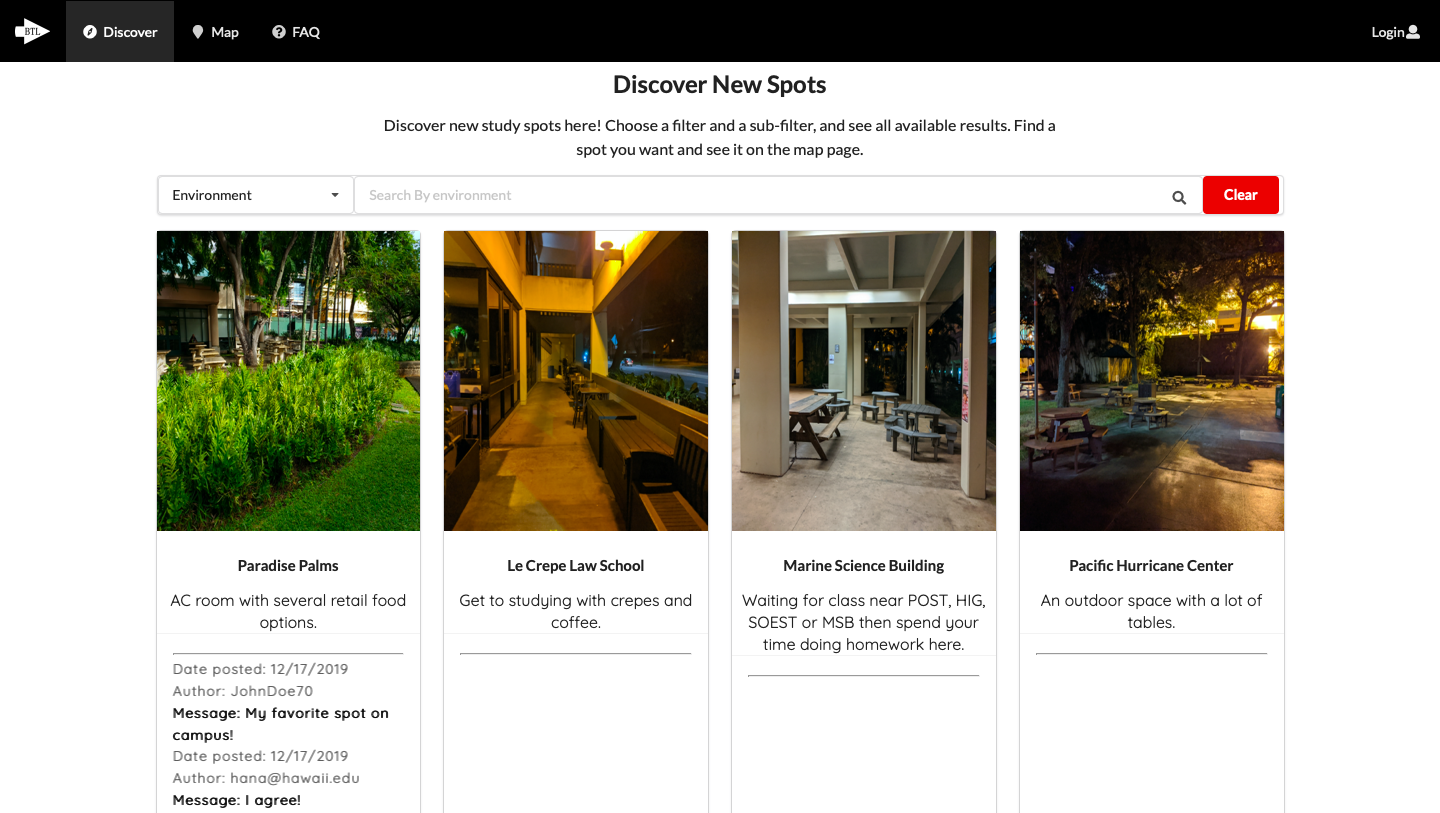 BTL
Discover
Map
FAQ
Login
Discover New Spots
Discover new study spots here! Choose a filter and a sub-filter, and see all available results. Find a
spot you want and see it on the map page.
Environment
Search By environment
Clear
Paradise Palms
AC room with several retail food
options.
Date posted: 12/17/2019
Author: JohnDoe70
Message: My favorite spot on
campus!
Date posted: 12/17/2019
Author: hana@hawaii.edu
Message: I agree!
Le Crepe Law School
Get to studying with crepes and
coffee.
Marine Science Building
Waiting for class near POST, HIG,
SOEST or MSB then spend your
time doing homework here.
Pacific Hurricane Center
An outdoor space with a lot of
tables.